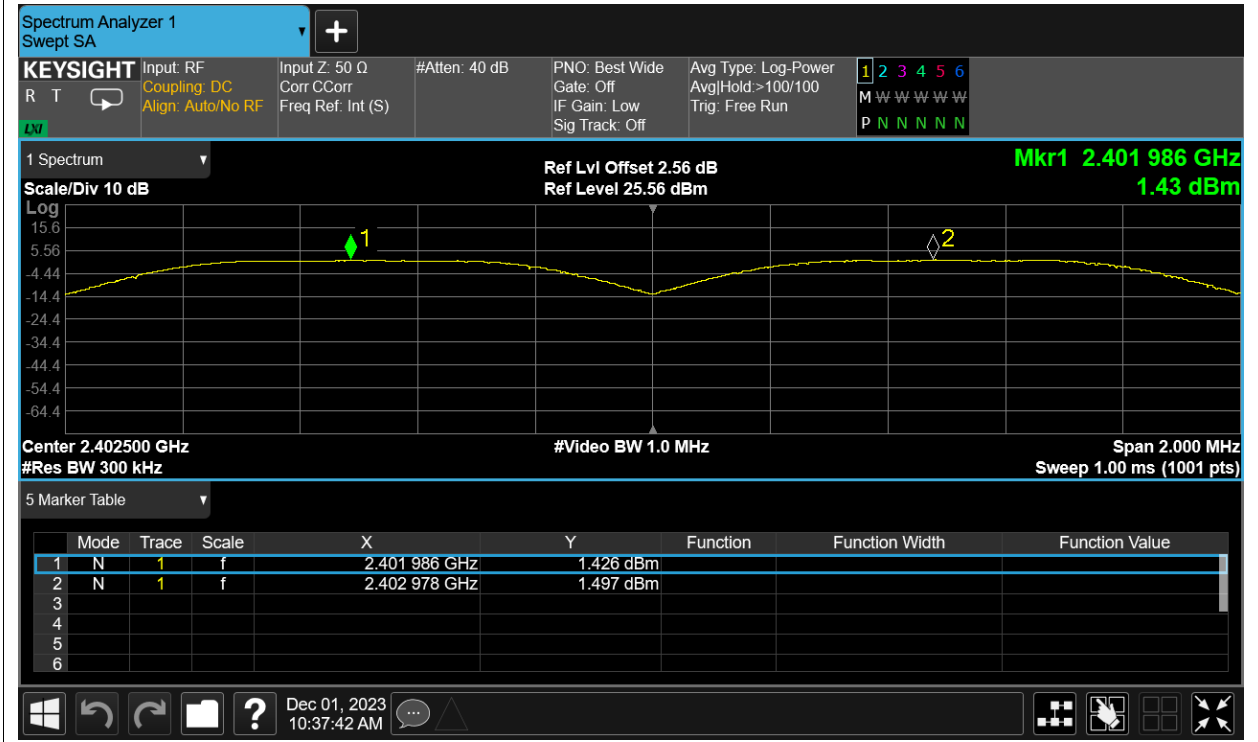 Spectrum Analyzer 1
Swept SA
KEYSIGHT
R T
LXI
Input: RF
Coupling: DC
Align: Auto/No RF
Input Z: 50 Ω
Corr CCorr
Freq Ref: Int (S)
#Atten: 40 dB
PNO: Best Wide
Gate: Off
IF Gain: Low
Sig Track: Off
Avg Type: Log-Power
Avg|Hold:>100/100
Trig: Free Run
1 2 3 4 5 6
M W W W W W
P N N N N N
1 Spectrum
Scale/Div 10 dB
Ref Lvl Offset 2.56 dB
Ref Level 25.56 dBm
Mkr1 2.401 986 GHz
1.43 dBm
Log
15.6
5.56
-4.44
-14.4
-24.4
-34.4
-44.4
-54.4
-64.4
1
2
Center 2.402500 GHz
#Res BW 300 kHz
#Video BW 1.0 MHz
Span 2.000 MHz
Sweep 1.00 ms (1001 pts)
5 Marker Table
Mode Trace Scale X Y Function Function Width Function Value
1 N 1 f 2.401 986 GHz 1.426 dBm
2 N 1 f 2.402 978 GHz 1.497 dBm
3
4
5
6
?
Dec 01, 2023
10:37:42 AM